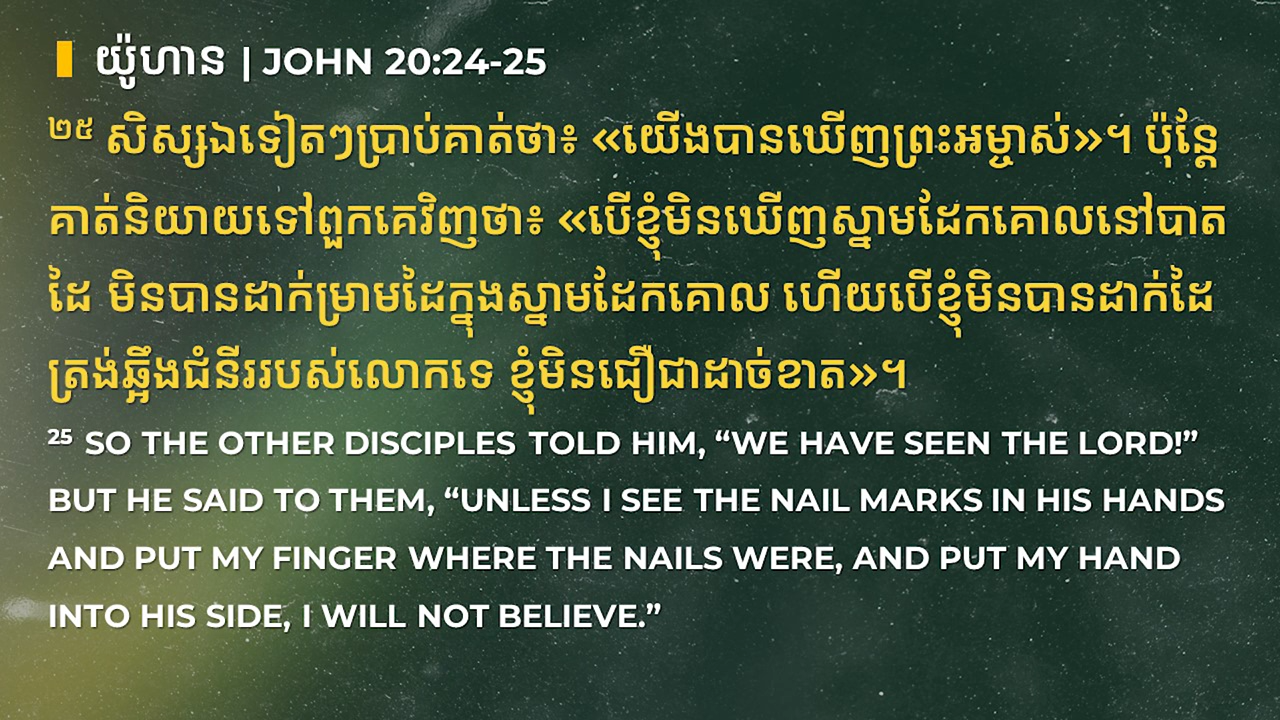 យ៉ូហាន | JOHN 20:24-25
២៥ សិស្សឯទៀតៗប្រាប់គាត់ថា៖ «យើងបានឃើញព្រះអម្ចាស់»។ ប៉ុន្តែ
គាត់និយាយទៅពួកគេវិញថា៖ «បើខ្ញុំមិនឃើញស្នាមដែកគោលនៅបាត
ដៃ មិនបានដាក់ម្រាមដៃក្នុងស្នាមដែកគោល ហើយបើខ្ញុំមិនបានដាក់ដៃ
ត្រង់ឆ្អឹងជំនីររបស់លោកទេ ខ្ញុំមិនជឿជាដាច់ខាត»។
25 SO THE OTHER DISCIPLES TOLD HIM, “WE HAVE SEEN THE LORD!”
BUT HE SAID TO THEM, “UNLESS I SEE THE NAIL MARKS IN HIS HANDS
AND PUT MY FINGER WHERE THE NAILS WERE, AND PUT MY HAND
INTO HIS SIDE, I WILL NOT BELIEVE.”